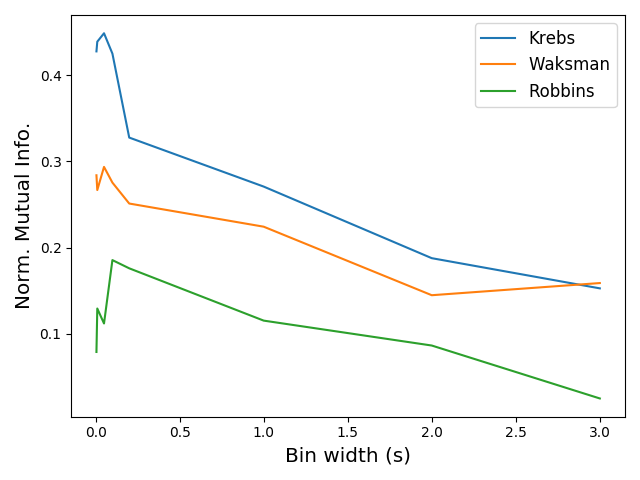 Krebs
Waksman
Robbins
0.4
0.3
0.2
0.1
Norm. Mutual Info.
0.0 0.5 1.0 1.5 2.0 2.5 3.0
Bin width (s)